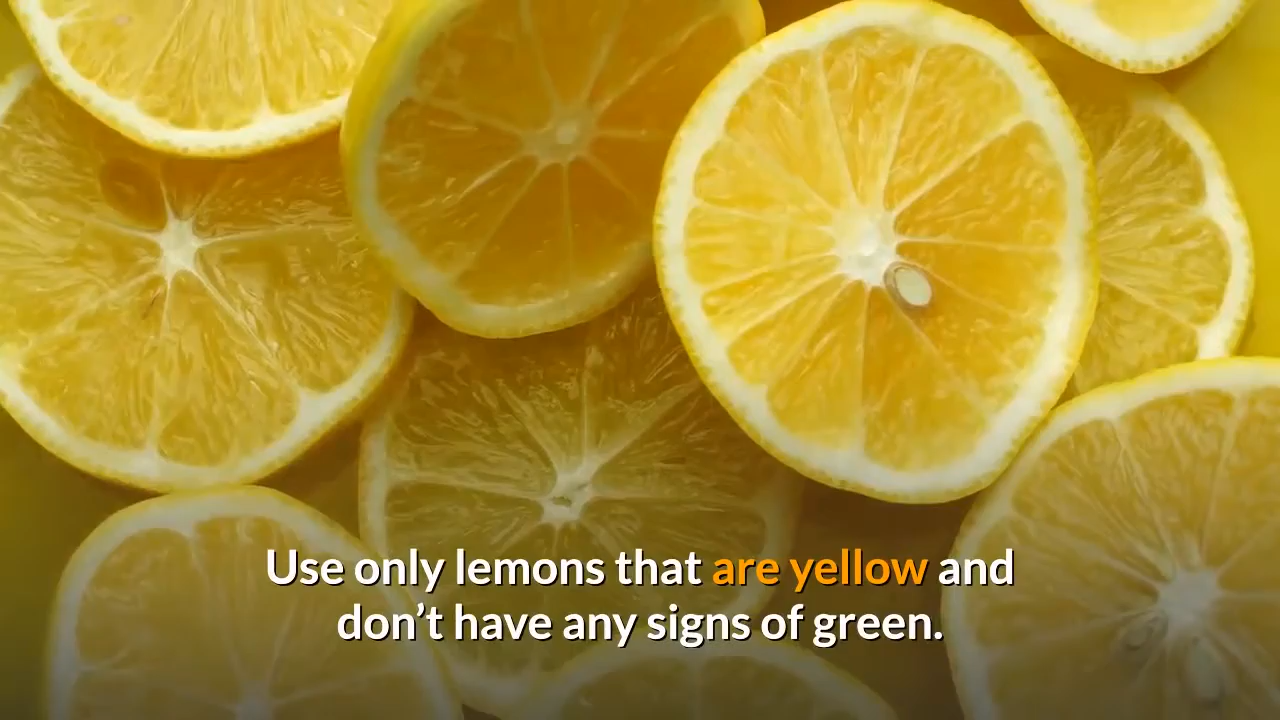 Use only lemons that are yellow and
don’t have any signs of green.